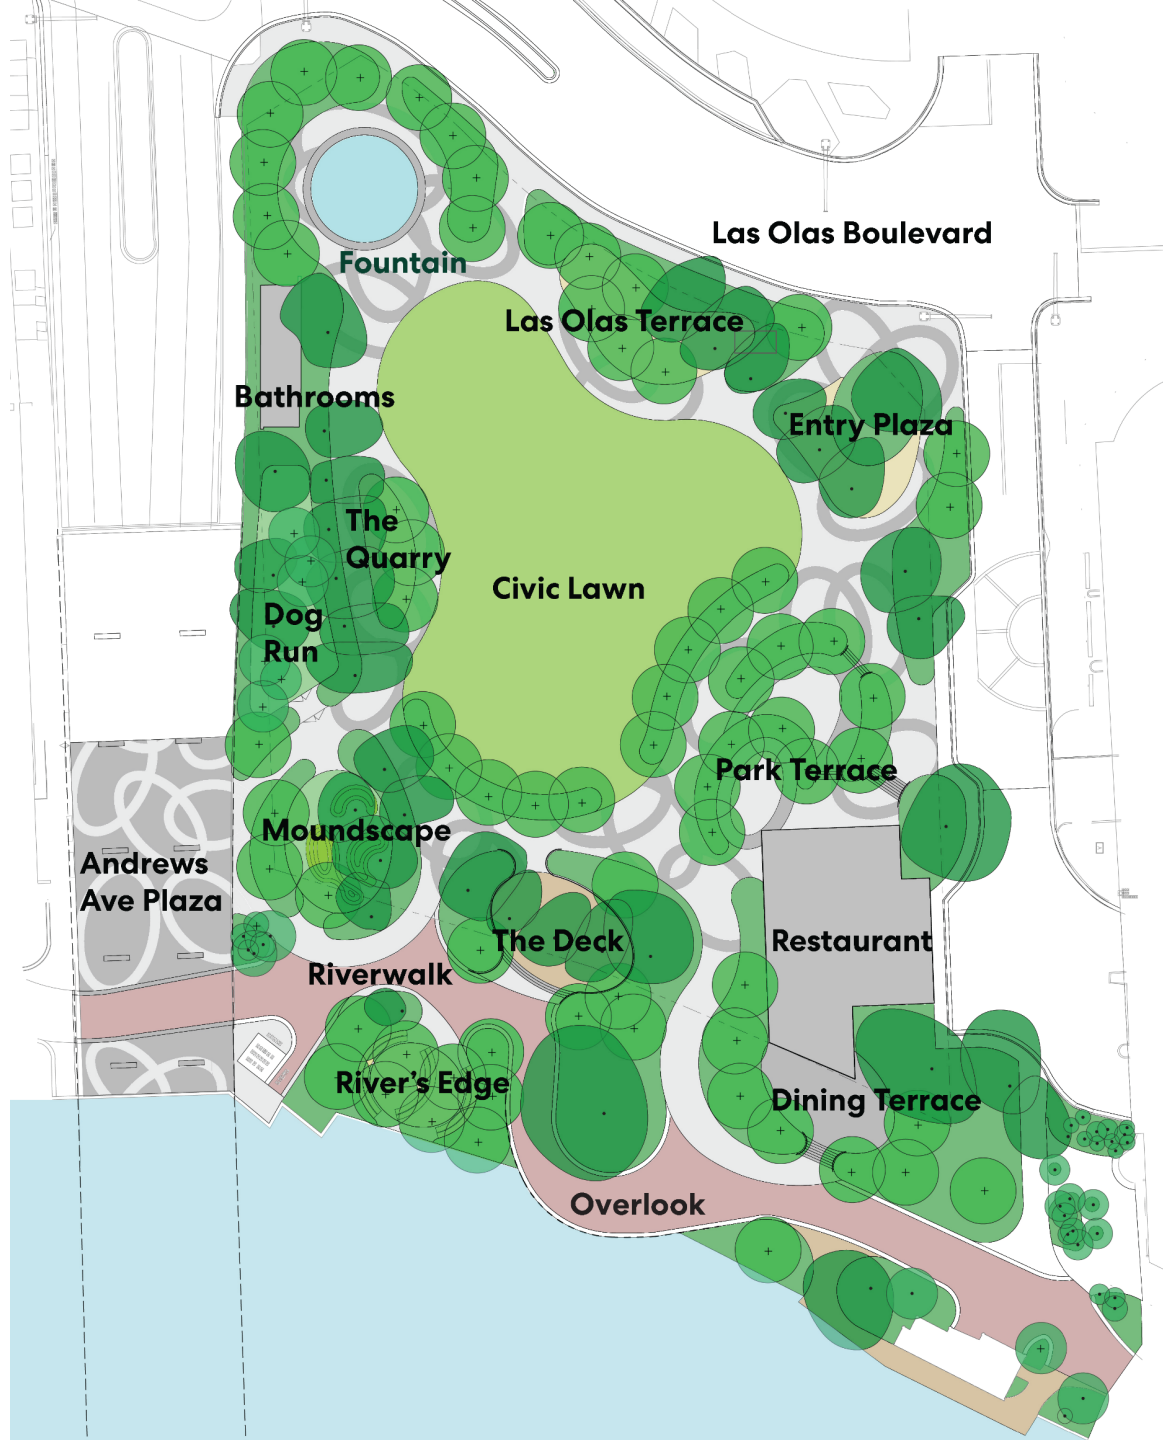 Las Olas Boulevard
Fountain
Las Olas Terrace
Bathrooms
Entry Plaza
The
Quarry
Civic Lawn
Dog
Run
Park Terrace
Moundscape
Andrews
Ave Plaza
The Deck
Restaurant
Riverwalk
River's Edge
Dining Terrace
Overlook